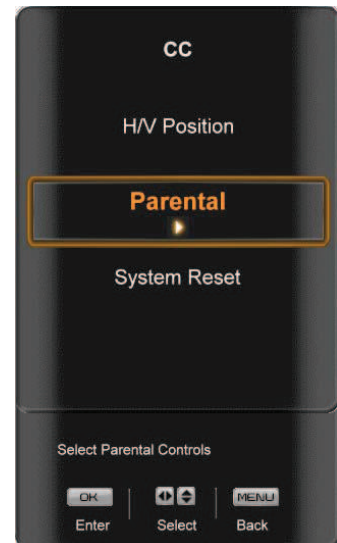 CC
H/V Position
Parental
System Reset
Select Parental Controls
OK MENU
Enter Select Back